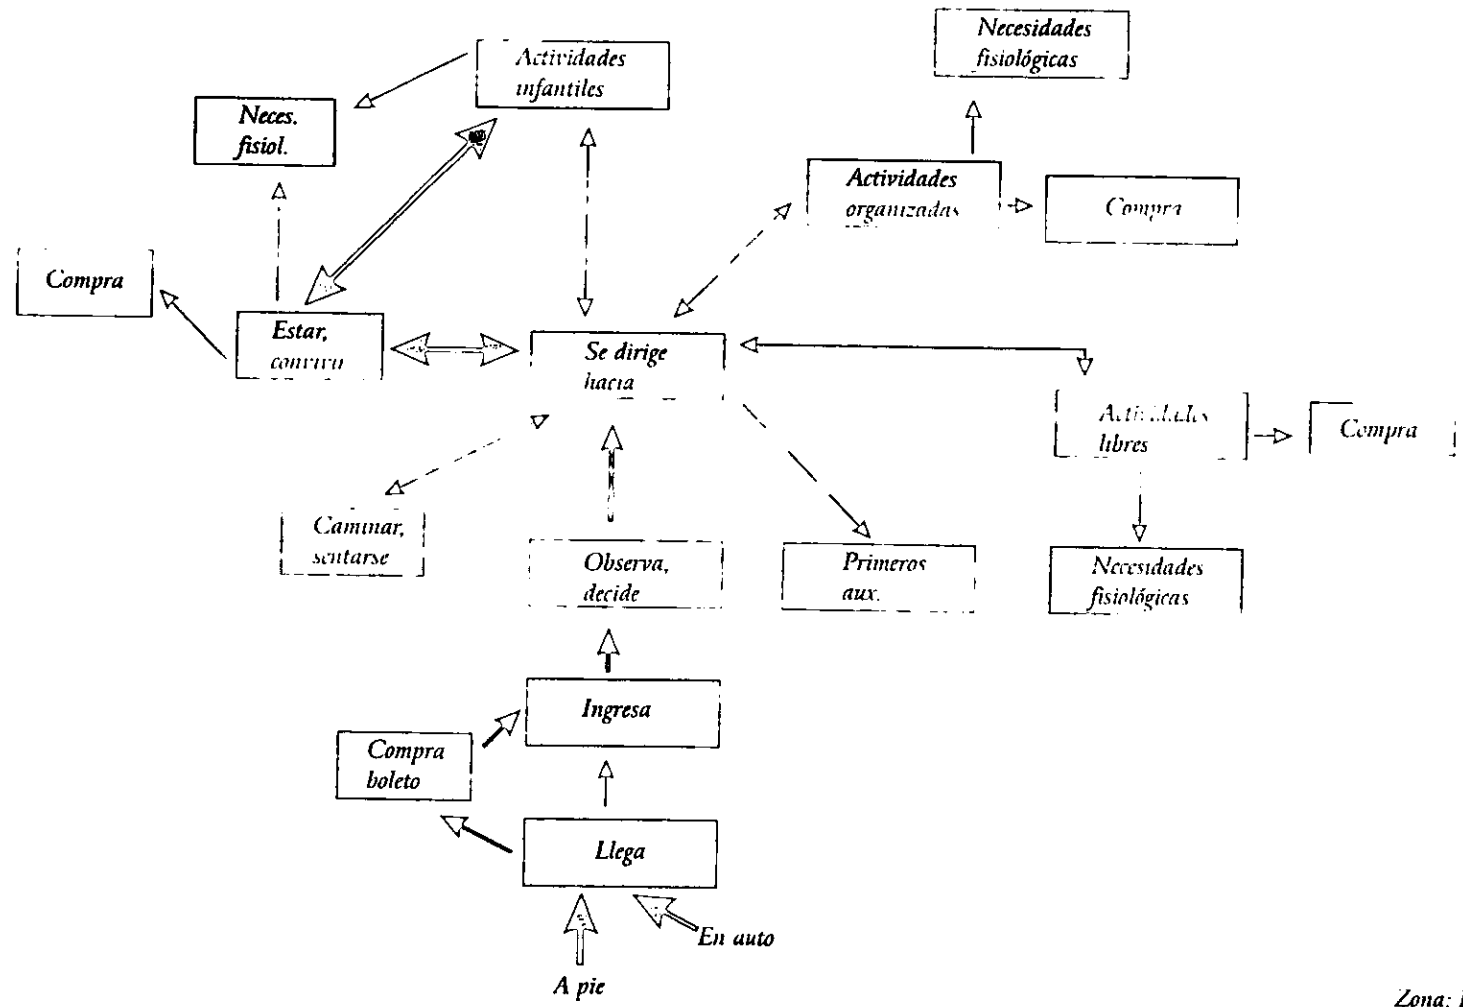 Necesidades
fisiológicas
Actividades
infantiles
Neces.
fisiol.
Actividades
organizadas
Compra
Compra
Estar,
Se dirige
hacia
Actividades
libres
Compra
Caminar,
sentarse
Observa,
decide
Primeros
aux.
Necesidades
fisiológicas
Ingresa
Compra
boleto
Llega
En auto
A pie
Zona: